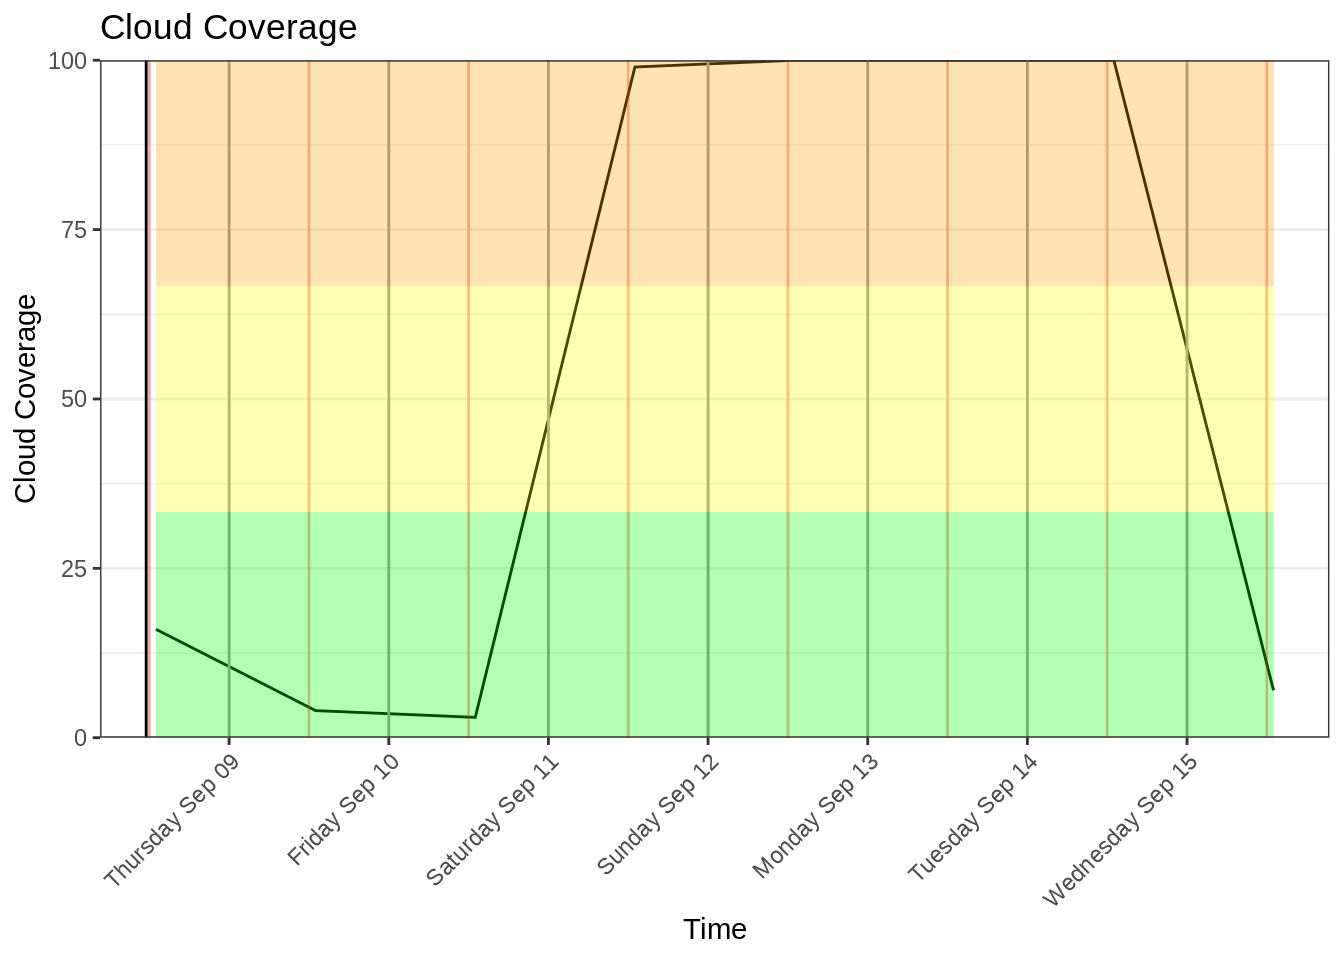 Cloud Coverage
100
75
50
25
0
Cloud Coverage
Thursday Sep 09
Friday Sep 10
Saturday Sep 11
Sunday Sep 12
Monday Sep 13
Tuesday Sep 14
Wednesday Sep 15
Time